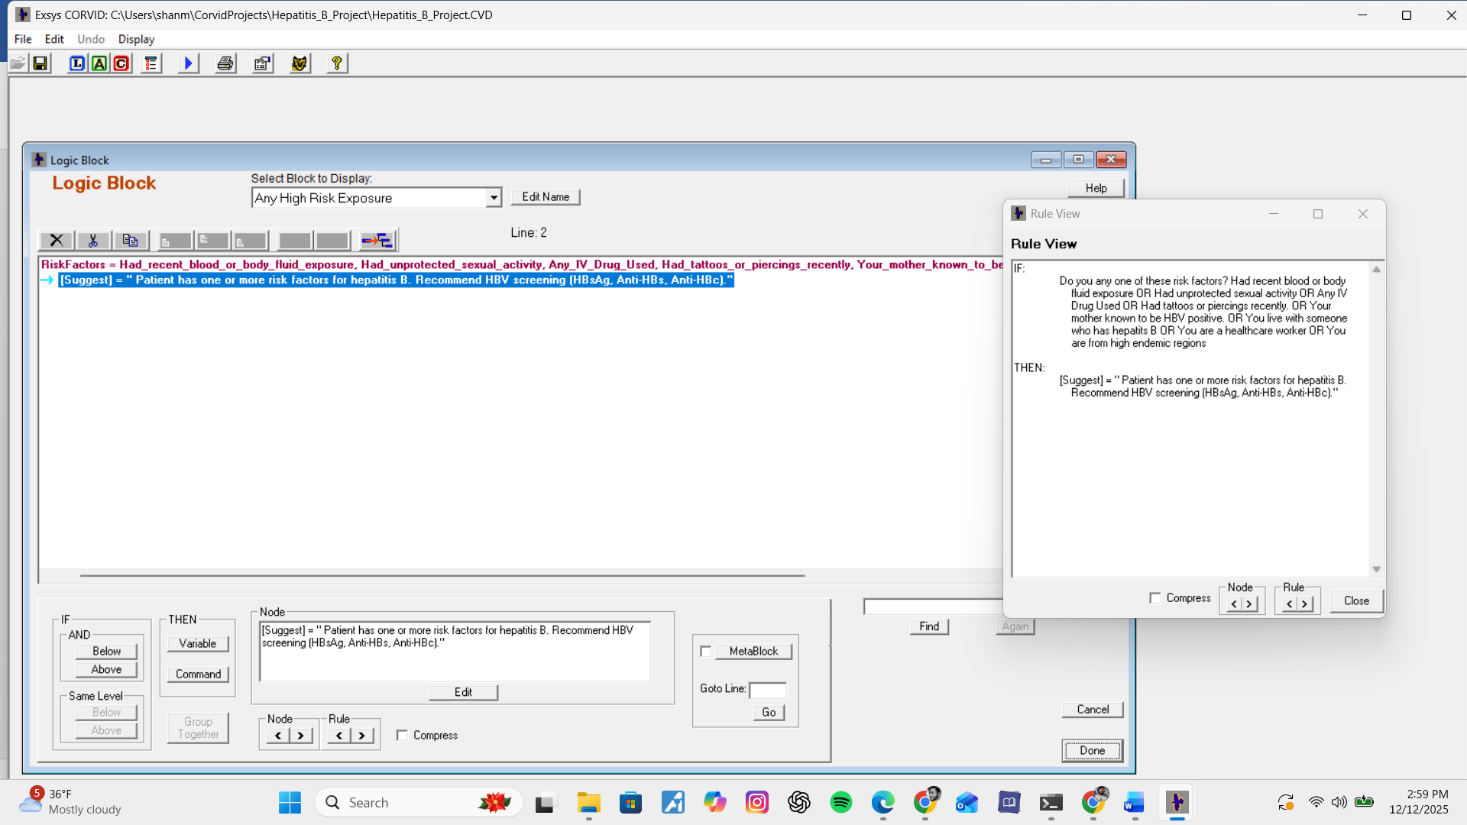 Exsys CORVID: C:\Users\shanm\CorvidProjects\Hepatitis_B_Project\Hepatitis_B_Project.CVD
File Edit Undo Display
L A C ?
Logic Block
Logic Block
Select Block to Display:
Any High Risk Exposure
Edit Name
Help
Line: 2
RiskFactors = Had_recent_blood_or_body_fluid_exposure, Had_unprotected_sexual_activity, Any_IV_Drug_Used, Had_tattoos_or_piercings_recently, Your_mother_known_to_be
[Suggest] = " Patient has one or more risk factors for hepatitis B. Recommend HBV screening (HBsAg, Anti-HBs, Anti-HBc)."
Rule View
Rule View
IF:
Do you any one of these risk factors? Had recent blood or body
fluid exposure OR Had unprotected sexual activity OR Any IV
Drug Used OR Had tattoos or piercings recently. OR Your
mother known to be HBV positive. OR You live with someone
who has hepatits B OR You are a healthcare worker OR You
are from high endemic regions
THEN:
[Suggest] = " Patient has one or more risk factors for hepatitis B.
Recommend HBV screening (HBsAg, Anti-HBs, Anti-HBc)."
Compress
Node
< >
Rule
< >
Close
IF
AND
Below
Above
Same Level
Below
Above
THEN
Variable
Command
Group
Together
Node
[Suggest] = " Patient has one or more risk factors for hepatitis B. Recommend HBV
screening (HBsAg, Anti-HBs, Anti-HBc)."
Edit
Node
< >
Rule
< >
Compress
MetaBlock
Goto Line:
Go
Find
Again
Cancel
Done
5
36°F
Mostly cloudy
Search
2:59 PM
12/12/2025